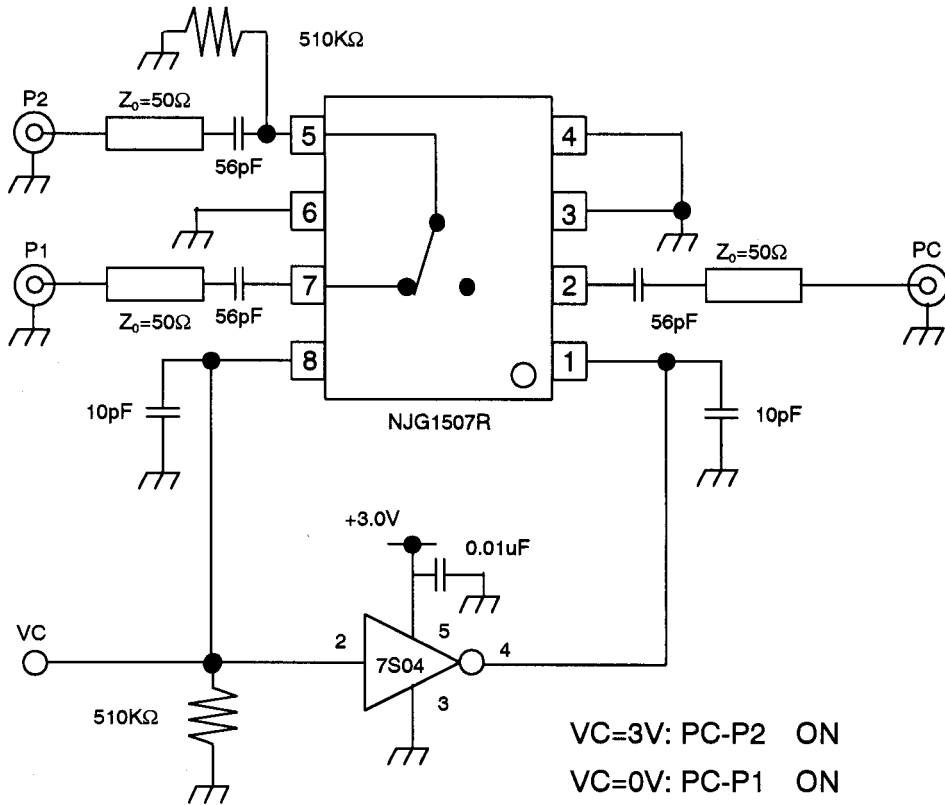 510KΩ
P2
Z₀=50Ω
56pF
5
4
6
3
P1
Z₀=50Ω
56pF
7
2
Z₀=50Ω
56pF
PC
8
1
10pF
NJG1507R
10pF
+3.0V
0.01uF
VC
2
5
7S04
4
3
510KΩ
VC=3V: PC-P2 ON
VC=0V: PC-P1 ON